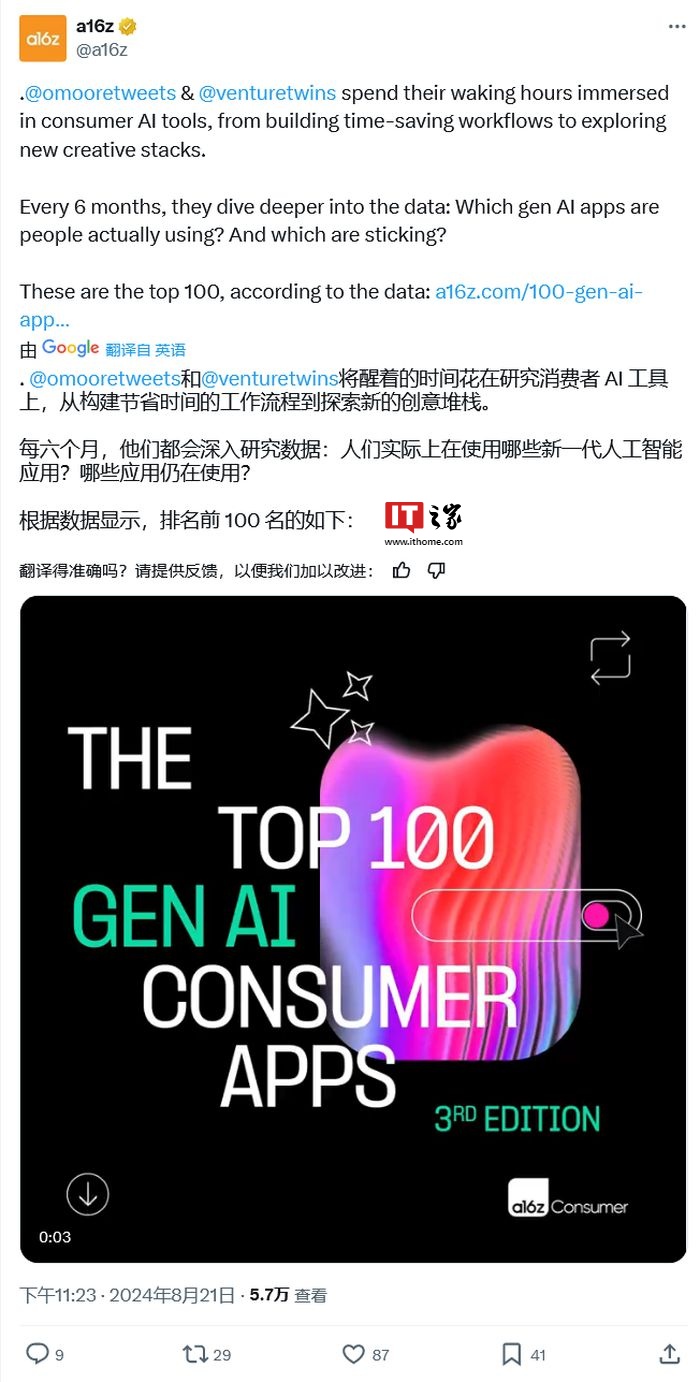 a16z
a16z
@a16z
.@omooretweets & @venturetwins spend their waking hours immersed
in consumer AI tools, from building time-saving workflows to exploring
new creative stacks.
Every 6 months, they dive deeper into the data: Which gen AI apps are
people actually using? And which are sticking?
These are the top 100, according to the data: a16z.com/100-gen-ai-
app...
由 Google 翻译自 英语
. @omooretweets和@venturetwins将醒着的时间花在研究消费者 AI 工具
上，从构建节省时间的工作流程到探索新的创意堆栈。
每六个月，他们都会深入研究数据：人们实际上在使用哪些新一代人工智能
应用？哪些应用仍在使用？
根据数据显示，排名前 100 名的如下：
IT之家
www.ithome.com
翻译得准确吗？请提供反馈，以便我们加以改进：
THE
TOP 100
GEN AI
CONSUMER
APPS
3RD EDITION
a16z Consumer
0:03
下午11:23 · 2024年8月21日 · 5.7万 查看
9 29 87 41